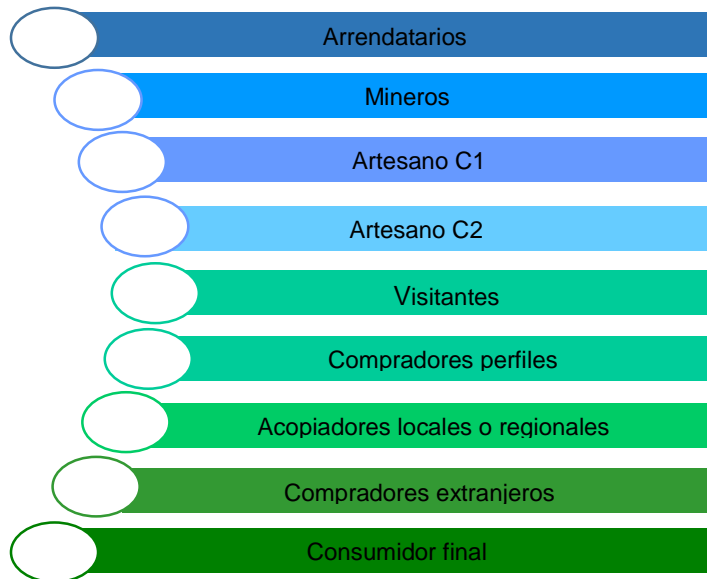 Arrendatarios
Mineros
Artesano C1
Artesano C2
Visitantes
Compradores perfiles
Acopiadores locales o regionales
Compradores extranjeros
Consumidor final